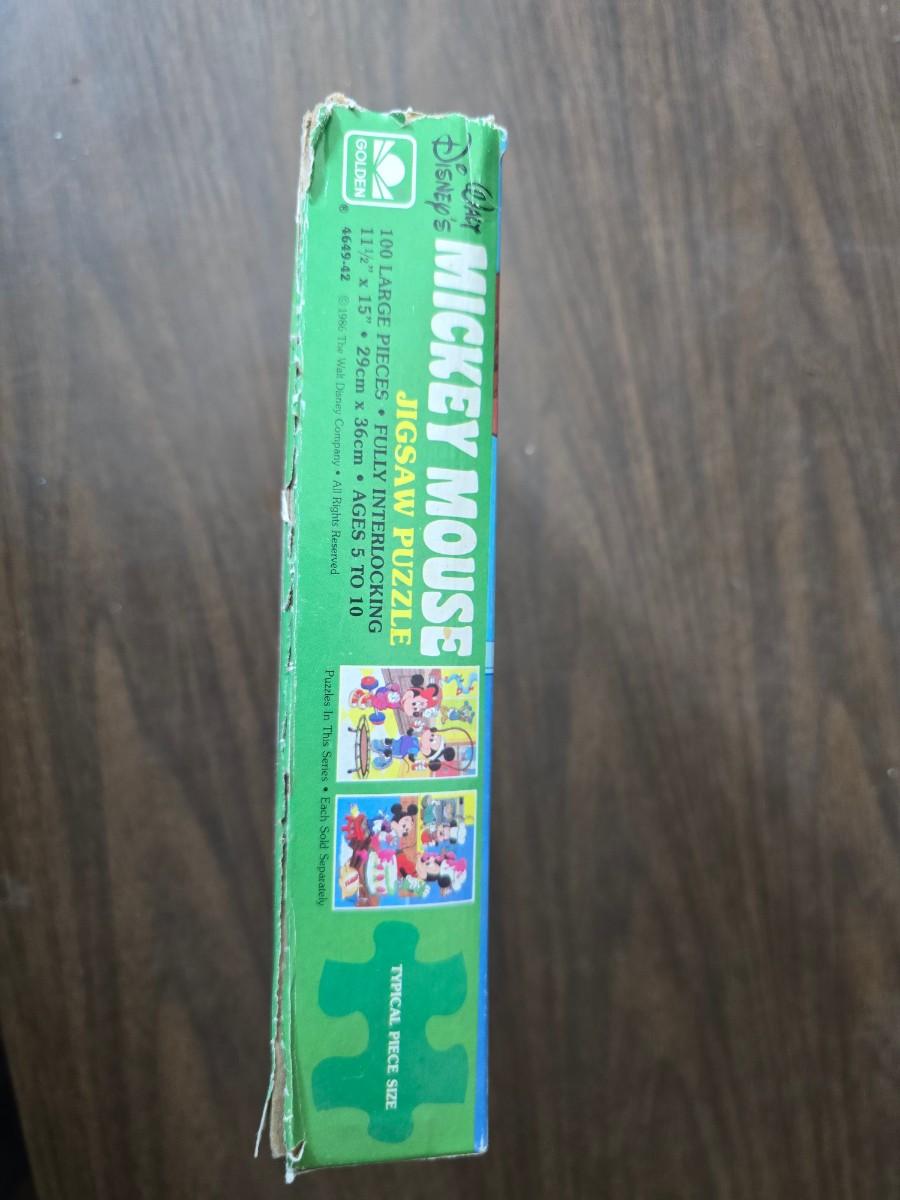 GOLDEN
®
Walt
Disney's
MICKEY MOUSE
JIGSAW PUZZLE
100 LARGE PIECES • FULLY INTERLOCKING
11½" x 15" • 29cm x 36cm • AGES 5 TO 10
4649-42 ©1986 The Walt Disney Company • All Rights Reserved
Puzzles In This Series • Each Sold Separately
TYPICAL PIECE SIZE